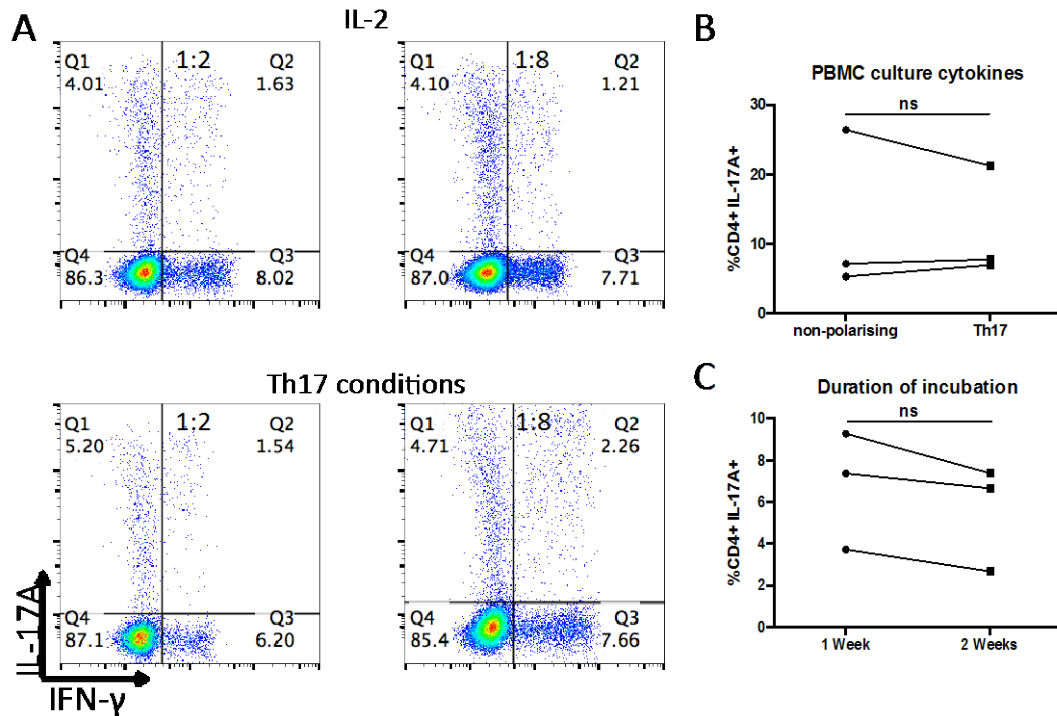 A
IL-2
Q1
4.01
1:2
Q2
1.63
Q4
86.3
Q3
8.02
Q1
4.10
1:8
Q2
1.21
Q4
87.0
Q3
7.71
Th17 conditions
Q1
5.20
1:2
Q2
1.54
Q4
87.1
Q3
6.20
Q1
4.71
1:8
Q2
2.26
Q4
85.4
Q3
7.66
IL-17A
IFN-γ
B
PBMC culture cytokines
ns
%CD4+ IL-17A+
30
20
10
0
non-polarising
Th17
C
Duration of incubation
ns
%CD4+ IL-17A+
10
8
6
4
2
0
1 Week
2 Weeks